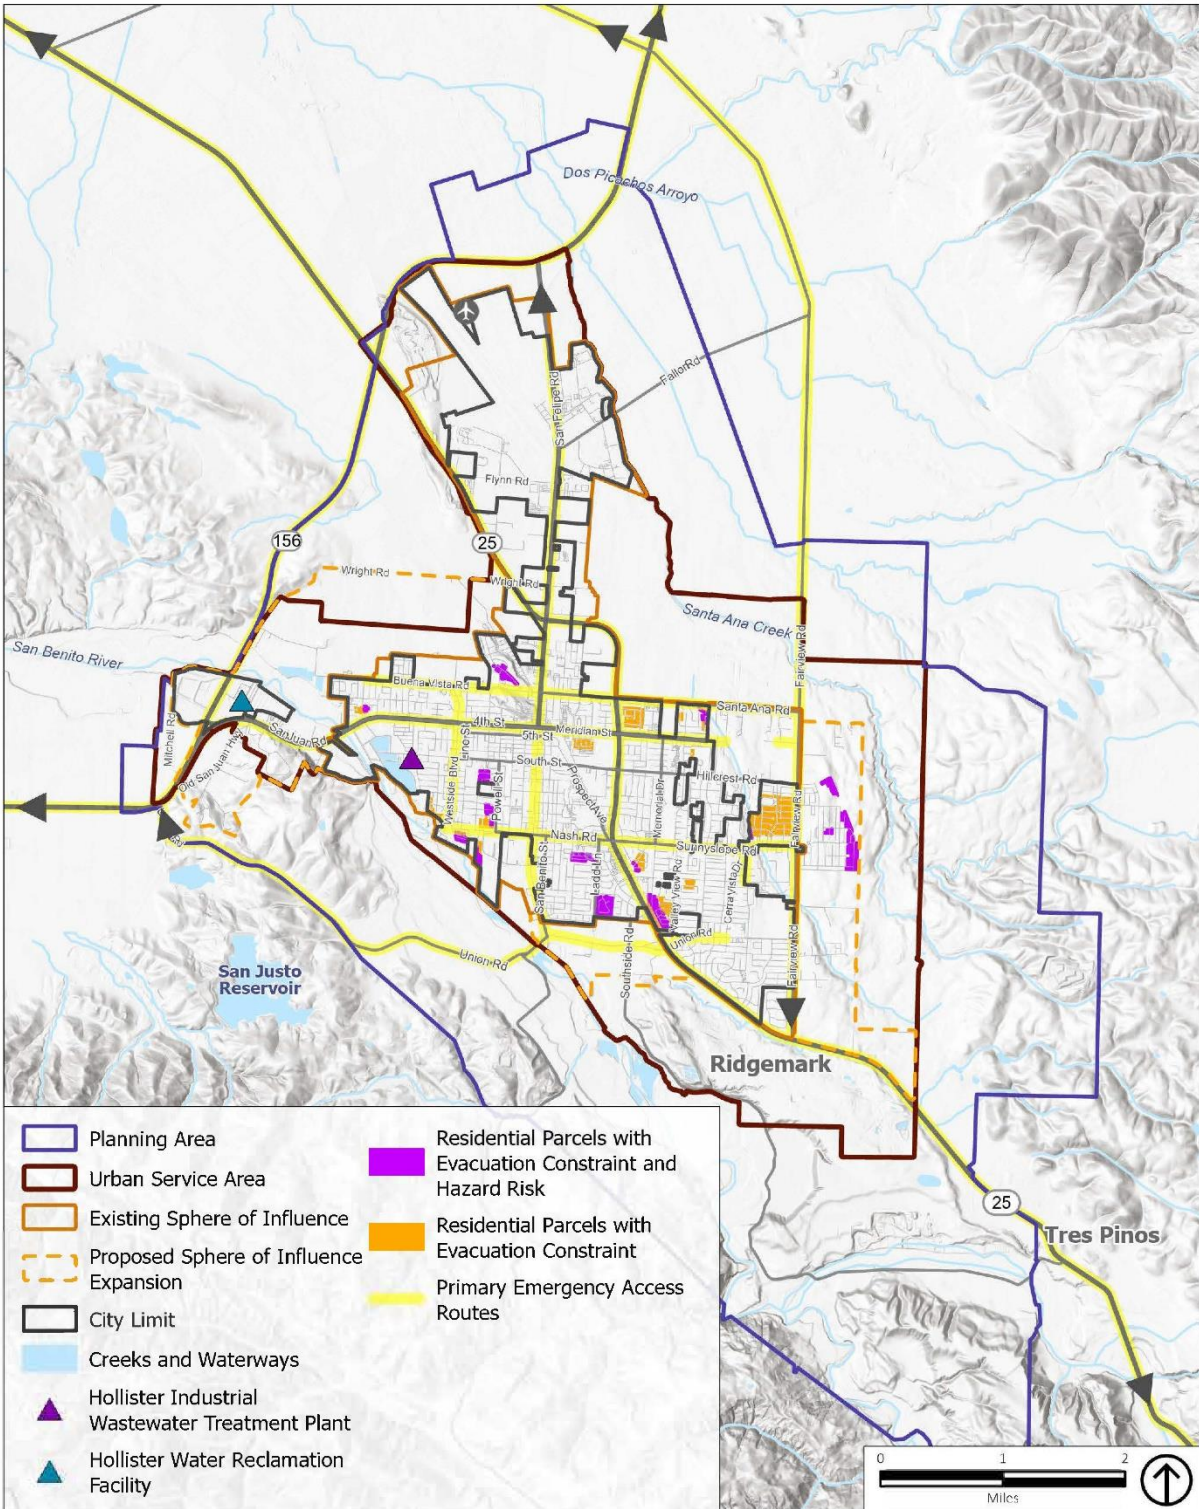 Dos Picachos Arroyo
San Felipe Rd
Fallon Rd
Flynn Rd
156
25
Wright Rd
Wright Rd
Santa Ana Creek
San Benito River
Fairview Rd
Buena Vista Rd
Santa Ana Rd
Mitchell Rd
4th St
Meridian St
San Juan Rd
Line St
5th St
Old San Juan Hwy
South St
Hillcrest Rd
Westside Blvd
Powell St
Prospect Ave
Memorial Dr
Fairview Rd
Nash Rd
Sunnyslope Rd
San Benito St
Ladd Ln
Valley View Rd
Cerra Vista Dr
Union Rd
Union Rd
Southside Rd
Fairview Rd
San Justo
Reservoir
Ridgemark
25
Tres Pinos
Planning Area
Urban Service Area
Existing Sphere of Influence
Proposed Sphere of Influence
Expansion
City Limit
Creeks and Waterways
Hollister Industrial
Wastewater Treatment Plant
Hollister Water Reclamation
Facility
Residential Parcels with
Evacuation Constraint and
Hazard Risk
Residential Parcels with
Evacuation Constraint
Primary Emergency Access
Routes
0 1 2
Miles